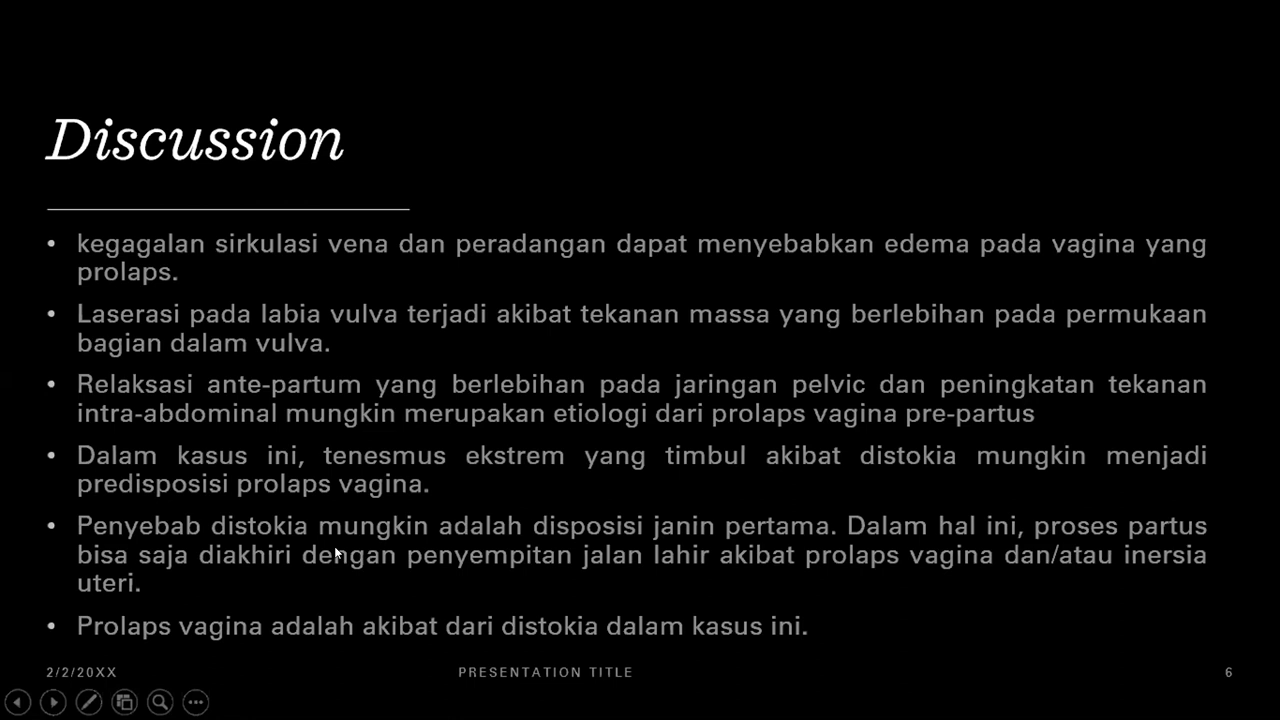 Discussion
• kegagalan sirkulasi vena dan peradangan dapat menyebabkan edema pada vagina yang
prolaps.
• Laserasi pada labia vulva terjadi akibat tekanan massa yang berlebihan pada permukaan
bagian dalam vulva.
• Relaksasi ante-partum yang berlebihan pada jaringan pelvic dan peningkatan tekanan
intra-abdominal mungkin merupakan etiologi dari prolaps vagina pre-partus
• Dalam kasus ini, tenesmus ekstrem yang timbul akibat distokia mungkin menjadi
predisposisi prolaps vagina.
• Penyebab distokia mungkin adalah disposisi janin pertama. Dalam hal ini, proses partus
bisa saja diakhiri dengan penyempitan jalan lahir akibat prolaps vagina dan/atau inersia
uteri.
• Prolaps vagina adalah akibat dari distokia dalam kasus ini.
2/2/20XX PRESENTATION TITLE 6